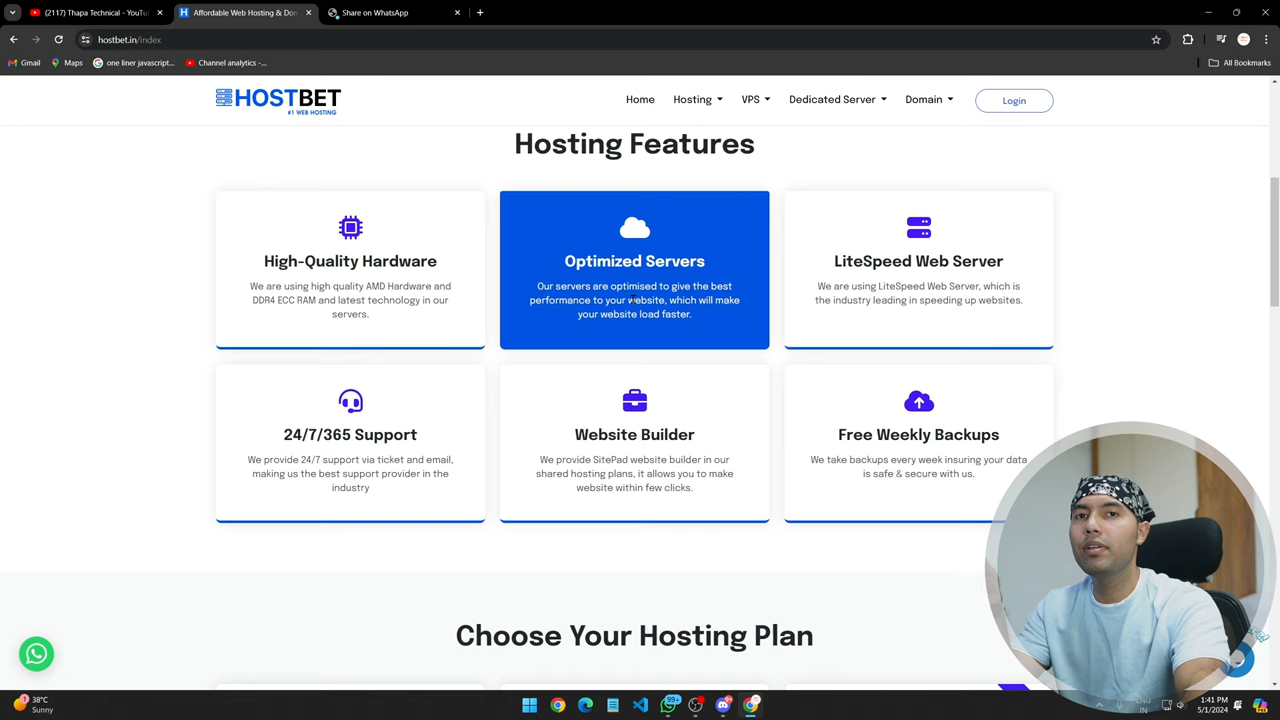 (2117) Thapa Technical - YouTu
Affordable Web Hosting & Don
Share on WhatsApp
hostbet.in/index
Gmail
Maps
one liner javascript...
Channel analytics -...
All Bookmarks
HOSTBET
#1 WEB HOSTING
Home
Hosting
VPS
Dedicated Server
Domain
Login
Hosting Features
High-Quality Hardware
We are using high quality AMD Hardware and
DDR4 ECC RAM and latest technology in our
servers.
Optimized Servers
Our servers are optimised to give the best
performance to your website, which will make
your website load faster.
LiteSpeed Web Server
We are using LiteSpeed Web Server, which is
the industry leading in speeding up websites.
24/7/365 Support
We provide 24/7 support via ticket and email,
making us the best support provider in the
industry
Website Builder
We provide SitePad website builder in our
shared hosting plans, it allows you to make
website within few clicks.
Free Weekly Backups
We take backups every week insuring your data
is safe & secure with us.
Choose Your Hosting Plan
38°C
Sunny
99+
ENG
IN
1:41 PM
5/1/2024